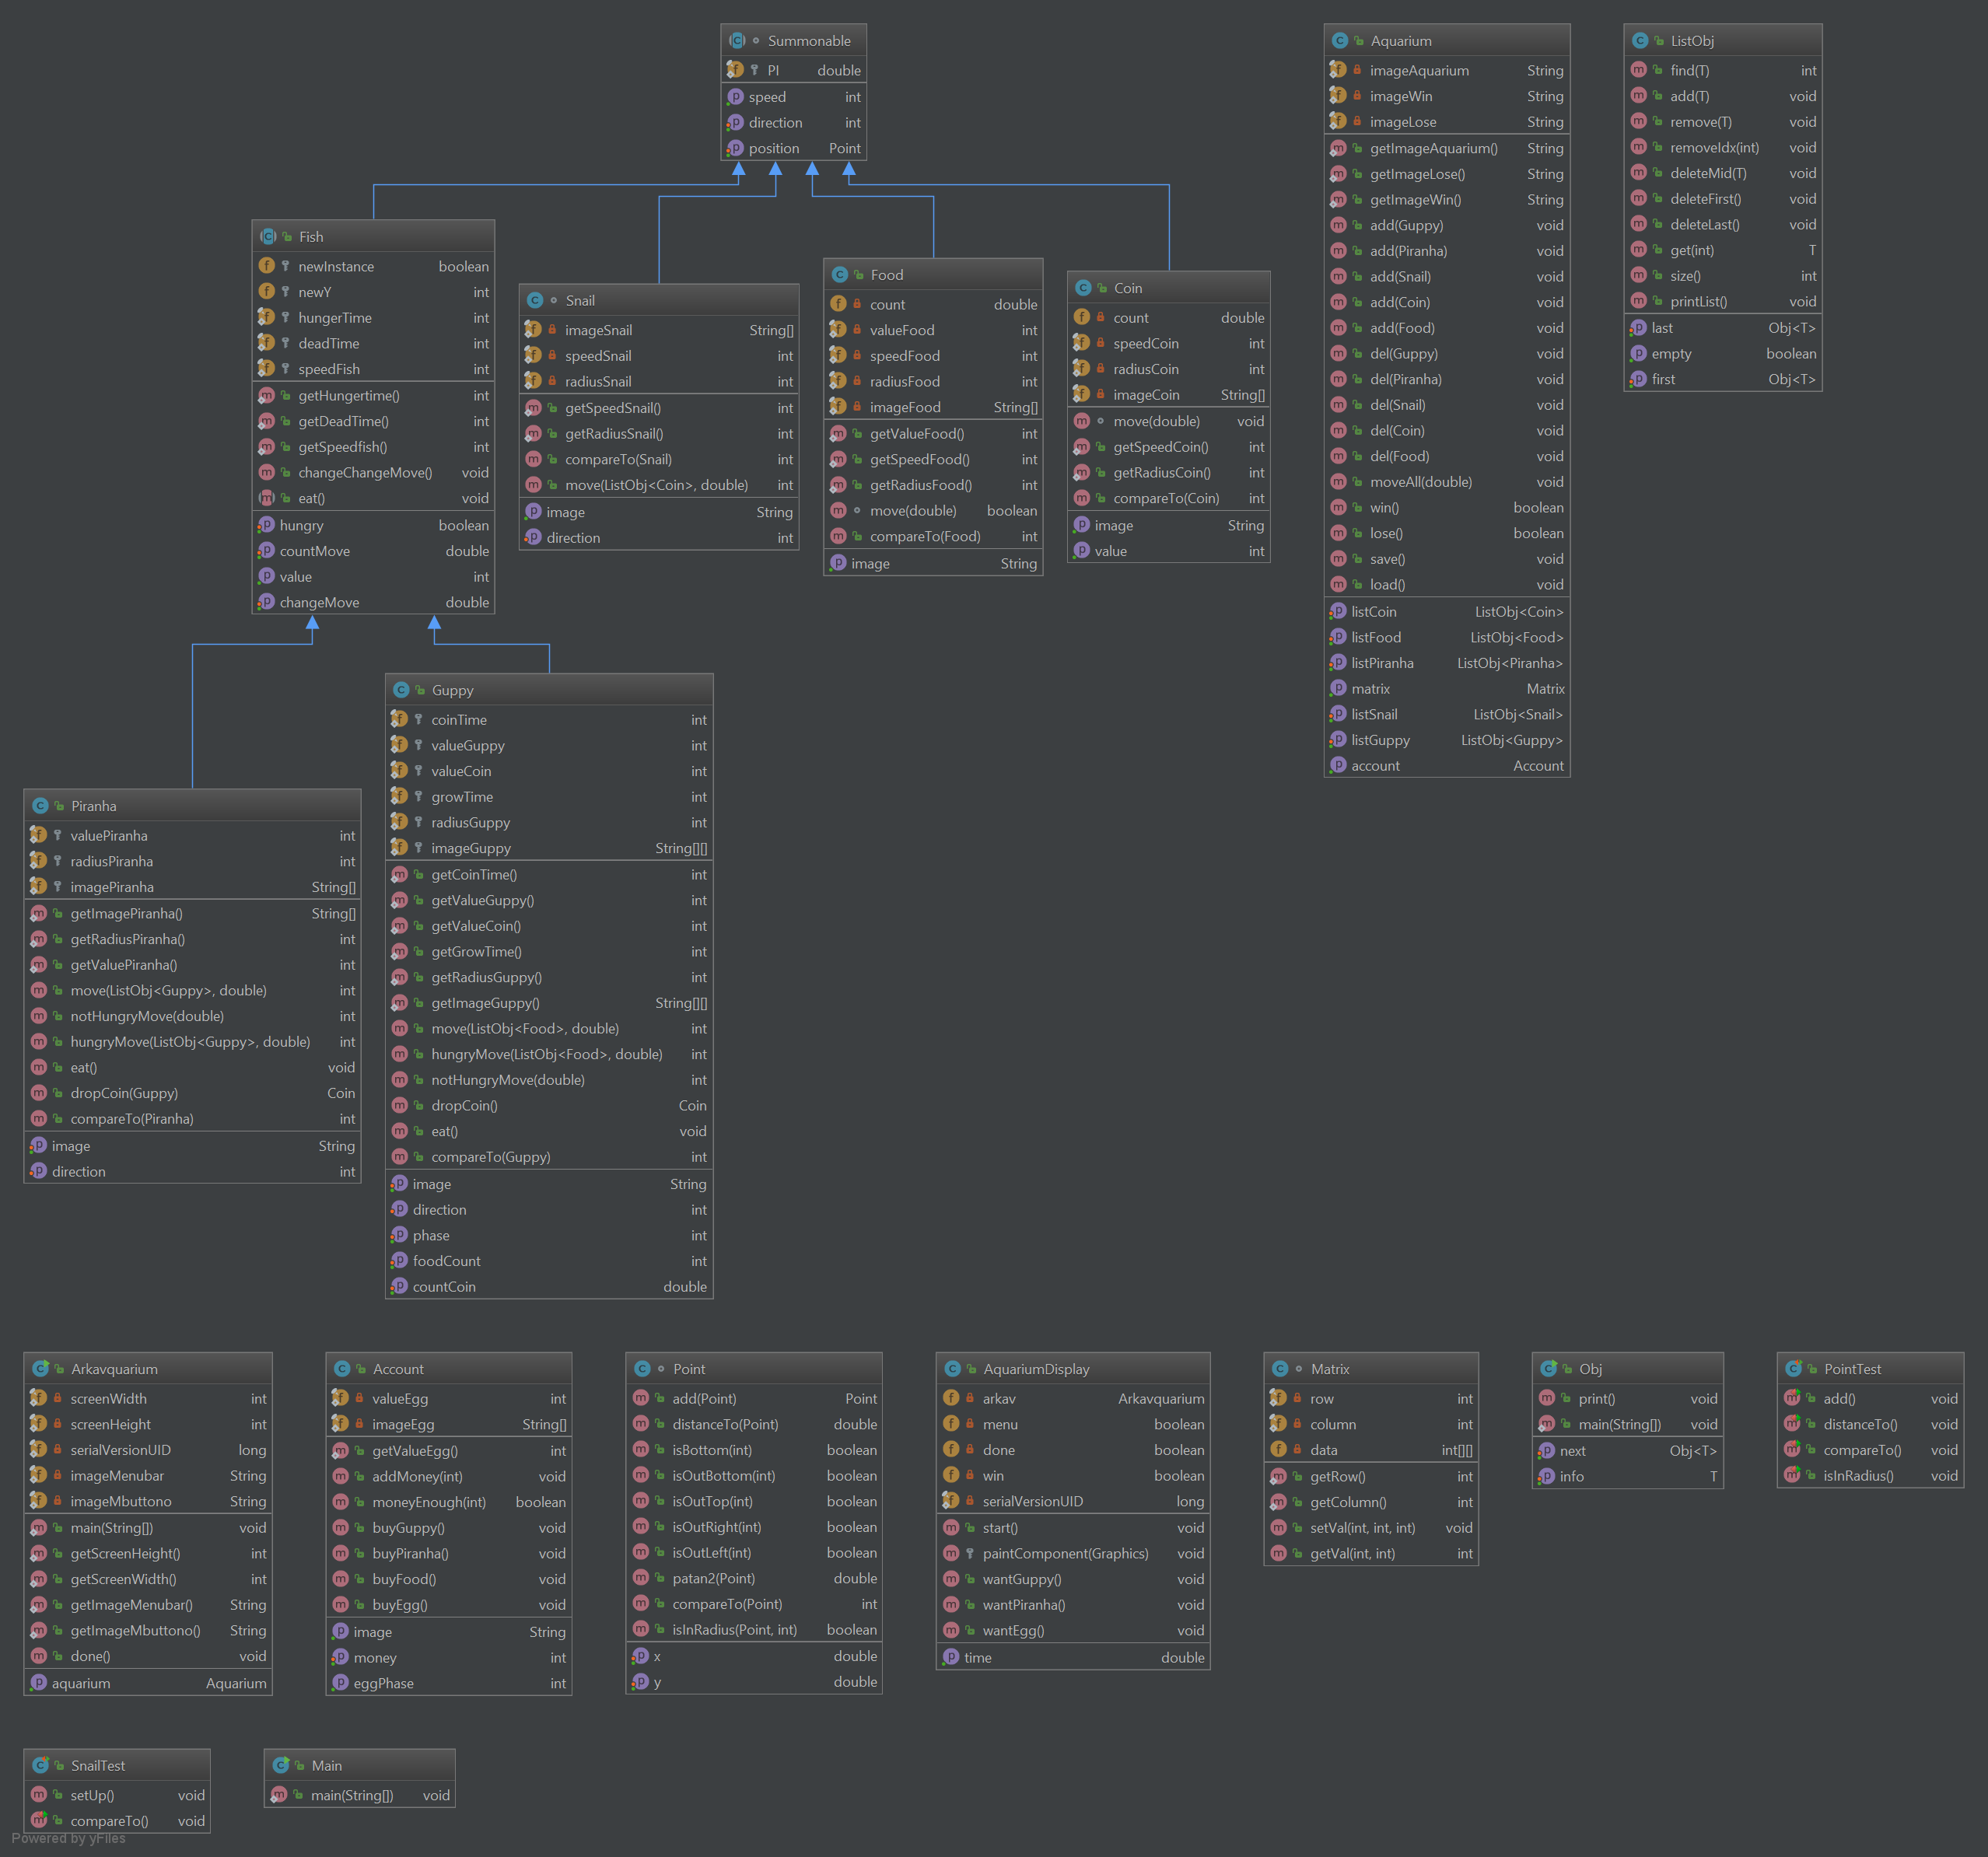 Summonable
PI double
speed int
direction int
position Point
Aquarium
imageAquarium String
imageWin String
imageLose String
getImageAquarium() String
getImageLose() String
getImageWin() String
add(Guppy) void
add(Piranha) void
add(Snail) void
add(Coin) void
add(Food) void
del(Guppy) void
del(Piranha) void
del(Snail) void
del(Coin) void
del(Food) void
moveAll(double) void
win() boolean
lose() boolean
save() void
load() void
listCoin ListObj<Coin>
listFood ListObj<Food>
listPiranha ListObj<Piranha>
matrix Matrix
listSnail ListObj<Snail>
listGuppy ListObj<Guppy>
account Account
ListObj
find(T) int
add(T) void
remove(T) void
removeIdx(int) void
deleteMid(T) void
deleteFirst() void
deleteLast() void
get(int) T
size() int
printList() void
last Obj<T>
empty boolean
first Obj<T>
Fish
newInstance boolean
newY int
hungerTime int
deadTime int
speedFish int
getHungertime() int
getDeadTime() int
getSpeedfish() int
changeChangeMove() void
eat() void
hungry boolean
countMove double
value int
changeMove double
Snail
imageSnail String[]
speedSnail int
radiusSnail int
getSpeedSnail() int
getRadiusSnail() int
compareTo(Snail) int
move(ListObj<Coin>, double) int
image String
direction int
Food
count double
valueFood int
speedFood int
radiusFood int
imageFood String[]
getValueFood() int
getSpeedFood() int
getRadiusFood() int
move(double) boolean
compareTo(Food) int
image String
Coin
count double
speedCoin int
radiusCoin int
imageCoin String[]
move(double) void
getSpeedCoin() int
getRadiusCoin() int
compareTo(Coin) int
image String
value int
Piranha
valuePiranha int
radiusPiranha int
imagePiranha String[]
getImagePiranha() String[]
getRadiusPiranha() int
getValuePiranha() int
move(ListObj<Guppy>, double) int
notHungryMove(double) int
hungryMove(ListObj<Guppy>, double) int
eat() void
dropCoin(Guppy) Coin
compareTo(Piranha) int
image String
direction int
Guppy
coinTime int
valueGuppy int
valueCoin int
growTime int
radiusGuppy int
imageGuppy String[][]
getCoinTime() int
getValueGuppy() int
getValueCoin() int
getGrowTime() int
getRadiusGuppy() int
getImageGuppy() String[][]
move(ListObj<Food>, double) int
hungryMove(ListObj<Food>, double) int
notHungryMove(double) int
dropCoin() Coin
eat() void
compareTo(Guppy) int
image String
direction int
phase int
foodCount int
countCoin double
Arkavquarium
screenWidth int
screenHeight int
serialVersionUID long
imageMenubar String
imageMbuttono String
main(String[]) void
getScreenHeight() int
getScreenWidth() int
getImageMenubar() String
getImageMbuttono() String
done() void
aquarium Aquarium
Account
valueEgg int
imageEgg String[]
getValueEgg() int
addMoney(int) void
moneyEnough(int) boolean
buyGuppy() void
buyPiranha() void
buyFood() void
buyEgg() void
image String
money int
eggPhase int
Point
add(Point) Point
distanceTo(Point) double
isBottom(int) boolean
isOutBottom(int) boolean
isOutTop(int) boolean
isOutRight(int) boolean
isOutLeft(int) boolean
patan2(Point) double
compareTo(Point) int
isInRadius(Point, int) boolean
x double
y double
AquariumDisplay
arkav Arkavquarium
menu boolean
done boolean
win boolean
serialVersionUID long
start() void
paintComponent(Graphics) void
wantGuppy() void
wantPiranha() void
wantEgg() void
time double
Matrix
row int
column int
data int[][]
getRow() int
getColumn() int
setVal(int, int, int) void
getVal(int, int) int
Obj
print() void
main(String[]) void
next Obj<T>
info T
PointTest
add() void
distanceTo() void
compareTo() void
isInRadius() void
SnailTest
setUp() void
compareTo() void
Main
main(String[]) void
Powered by yFiles